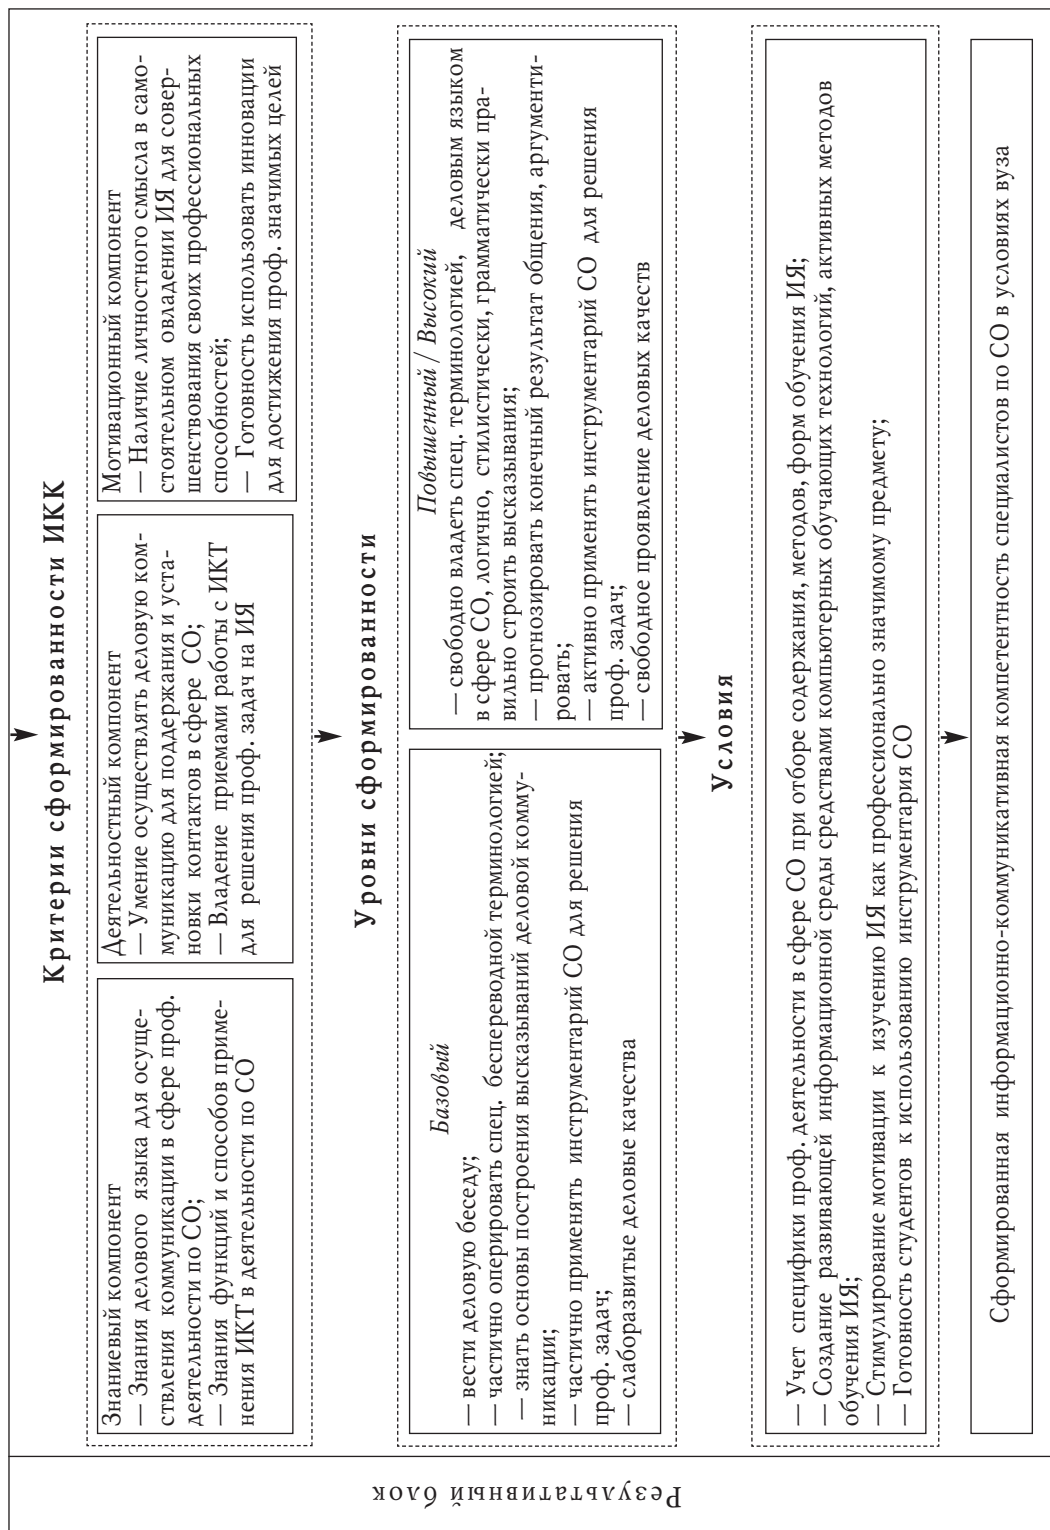 Результативный блок
Критерии сформированности ИКК
Знаниевый компонент
— Знания делового языка для осуще-
ствления коммуникации в сфере проф.
деятельности по СО;
— Знания функций и способов приме-
нения ИКТ в деятельности по СО
Деятельностный компонент
— Умение осуществлять деловую ком-
муникацию для поддержания и уста-
новки контактов в сфере СО;
— Владение приемами работы с ИКТ
для решения проф. задач на ИЯ
Мотивационный компонент
— Наличие личностного смысла в само-
стоятельном овладении ИЯ для совер-
шенствования своих профессиональных
способностей;
— Готовность использовать инновации
для достижения проф. значимых целей
Уровни сформированности
Базовый
— вести деловую беседу;
— частично оперировать спец. беспереводной терминологией;
— знать основы построения высказываний деловой комму-
никации;
— частично применять инструментарий СО для решения
проф. задач;
— слаборазвитые деловые качества
Повышенный / Высокий
— свободно владеть спец. терминологией, деловым языком
в сфере СО, логично, стилистически, грамматически пра-
вильно строить высказывания;
— прогнозировать конечный результат общения, аргументи-
ровать;
— активно применять инструментарий СО для решения
проф. задач;
— свободное проявление деловых качеств
Условия
— Учет специфики проф. деятельности в сфере СО при отборе содержания, методов, форм обучения ИЯ;
— Создание развивающей информационной среды средствами компьютерных обучающих технологий, активных методов
обучения ИЯ;
— Стимулирование мотивации к изучению ИЯ как профессионально значимому предмету;
— Готовность студентов к использованию инструментария СО
Сформированная информационно-коммуникативная компетентность специалистов по СО в условиях вуза